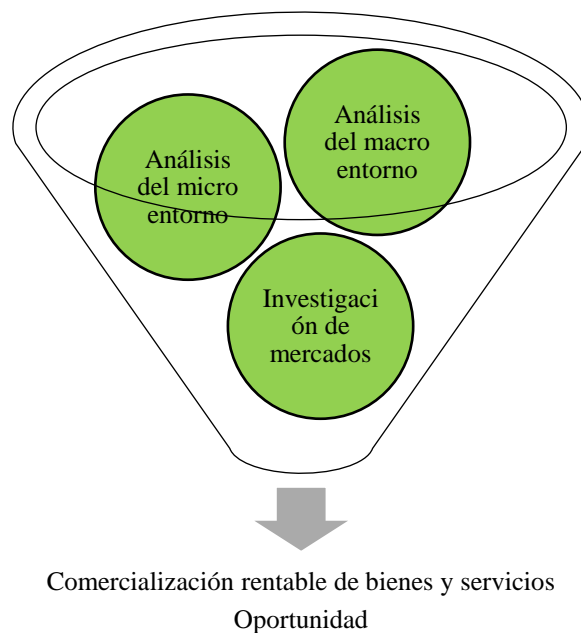 Análisis
del macro
entorno
Análisis
del micro
entorno
Investigaci
ón de
mercados
Comercialización rentable de bienes y servicios
Oportunidad